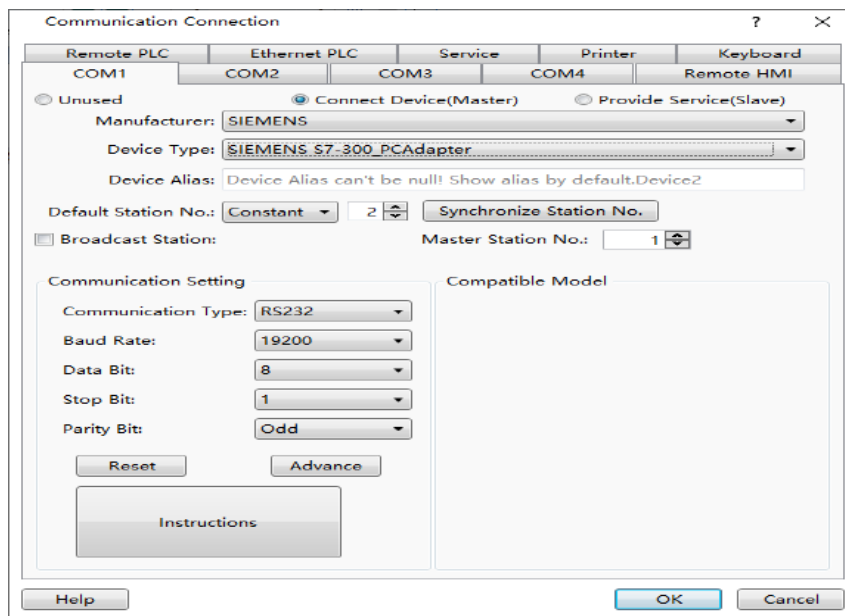 Communication Connection ? ×
Remote PLC Ethernet PLC Service Printer Keyboard
COM1 COM2 COM3 COM4 Remote HMI
Unused Connect Device(Master) Provide Service(Slave)
Manufacturer: SIEMENS
Device Type: SIEMENS S7-300_PCAdapter
Device Alias: Device Alias can't be null! Show alias by default.Device2
Default Station No.: Constant 2 Synchronize Station No.
Broadcast Station: Master Station No.: 1
Communication Setting Compatible Model
Communication Type: RS232
Baud Rate: 19200
Data Bit: 8
Stop Bit: 1
Parity Bit: Odd
Reset Advance
Instructions
Help OK Cancel